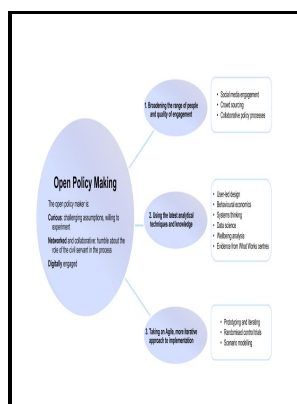 Open Policy Making
The open policy maker is:
Curious: challenging assumptions, willing to
experiment
Networked and collaborative: humble about the
role of the civil servant in the process
Digitally engaged
1. Broadening the range of people
and quality of engagement
• Social media engagement
• Crowd sourcing
• Collaborative policy processes
2. Using the latest analytical
techniques and knowledge
• User-led design
• Behavioural economics
• Systems thinking
• Data science
• Wellbeing analysis
• Evidence from What Works centres
3. Taking an Agile, more iterative
approach to implementation
• Prototyping and iterating
• Randomised control trials
• Scenario modelling